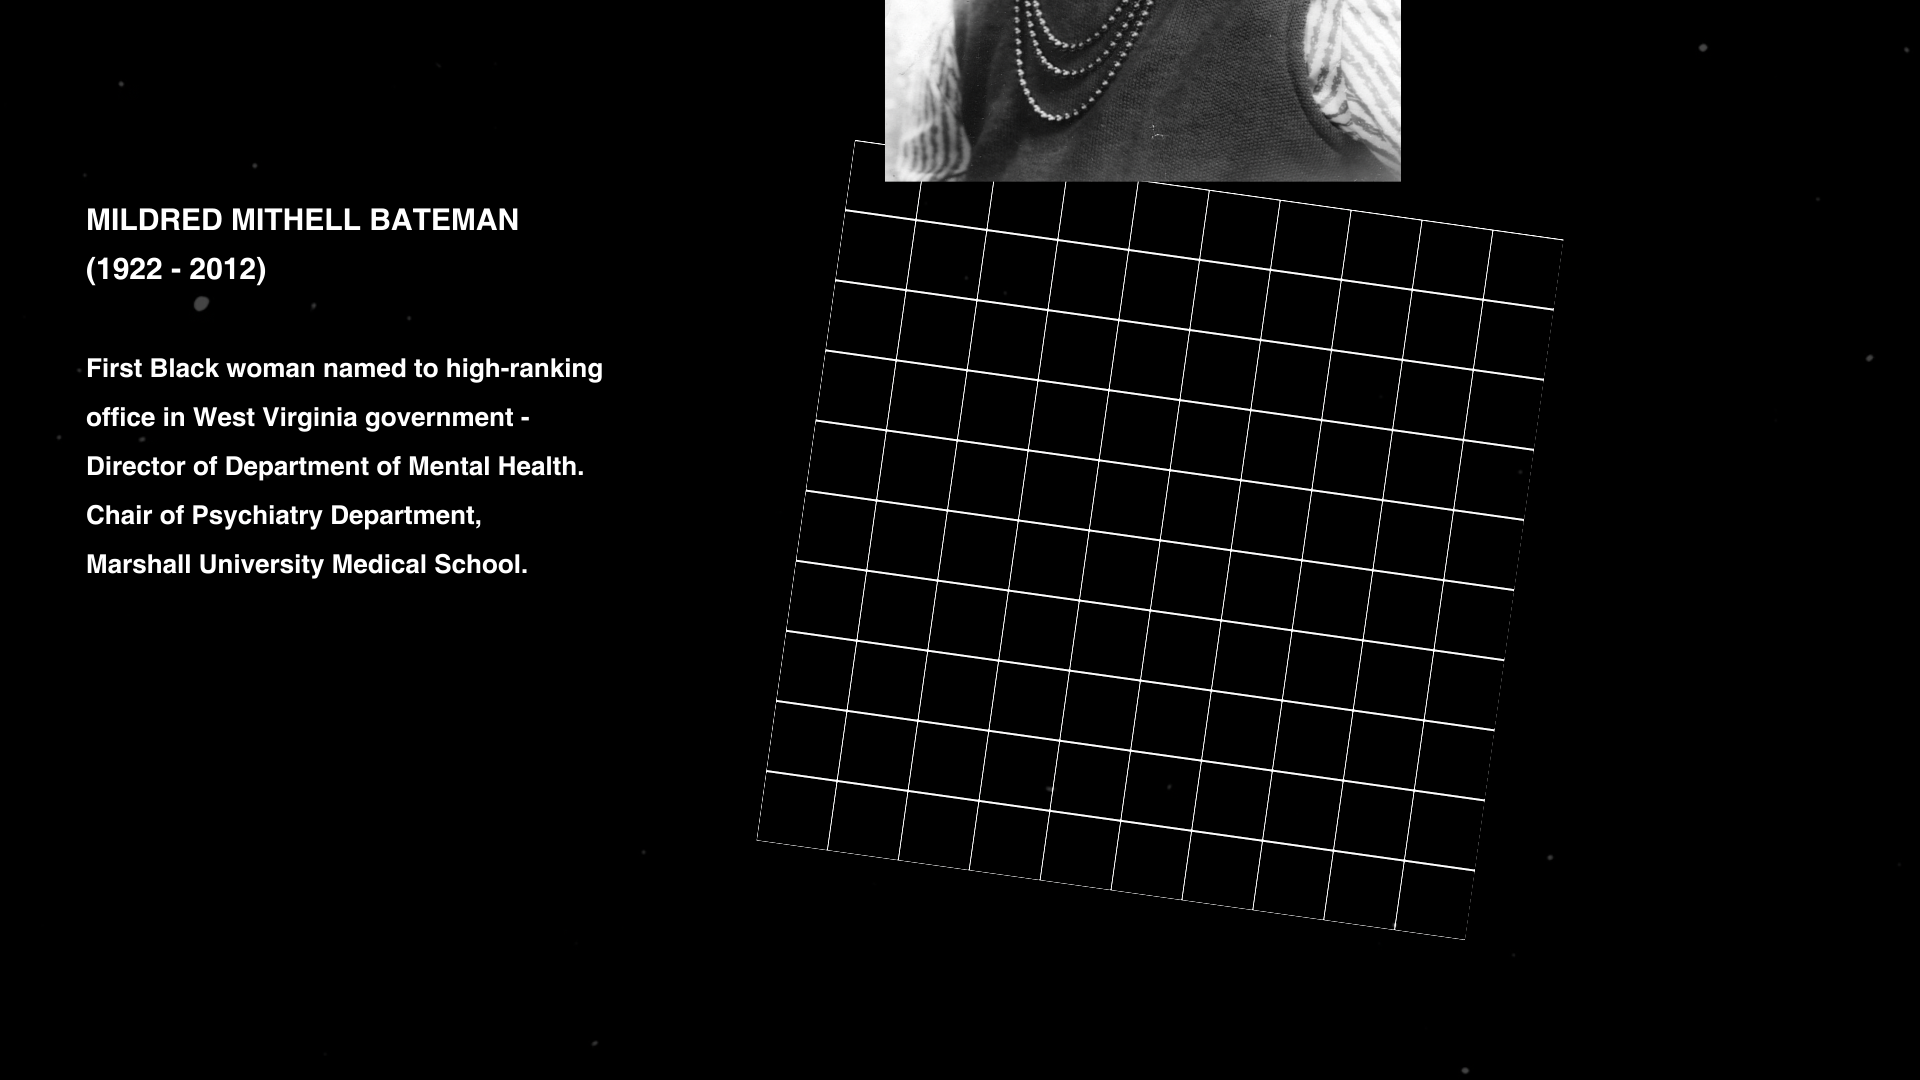 MILDRED MITHELL BATEMAN
(1922 - 2012)
First Black woman named to high-ranking
office in West Virginia government -
Director of Department of Mental Health.
Chair of Psychiatry Department,
Marshall University Medical School.